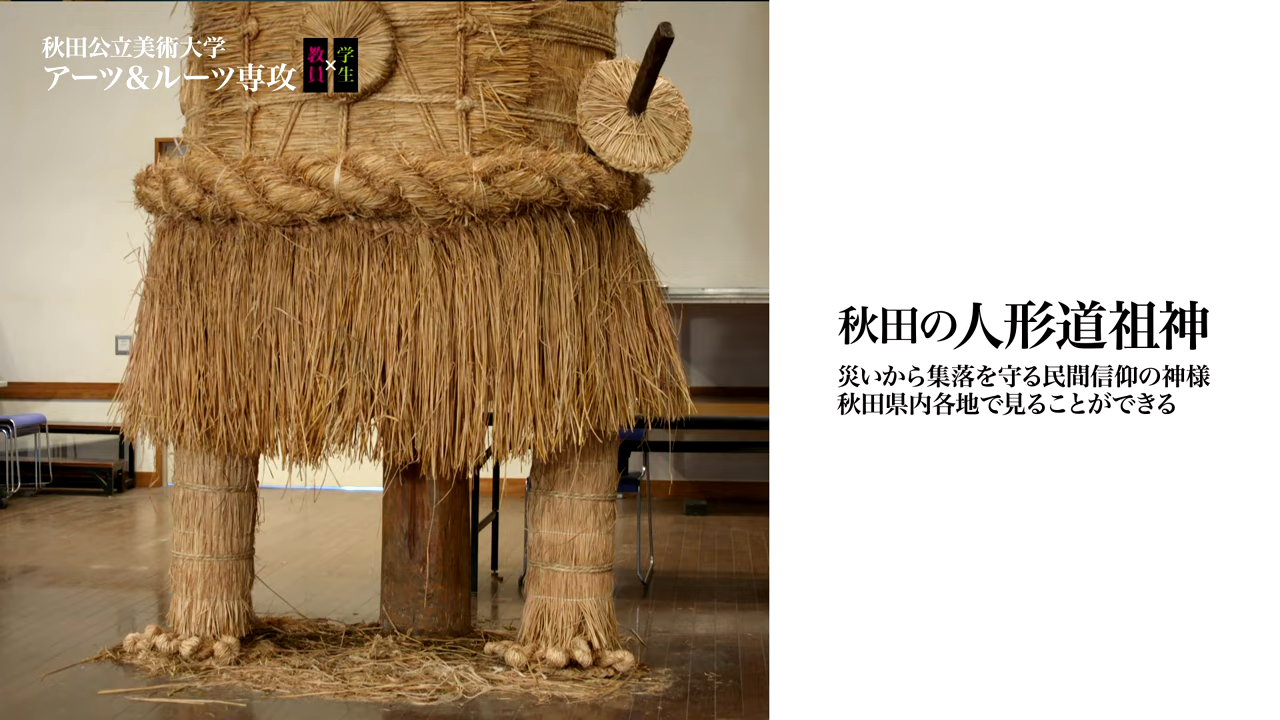 秋田公立美術大学
アーツ&ルーツ専攻
教員×学生
秋田の人形道祖神
災いから集落を守る民間信仰の神様
秋田県内各地で見ることができる